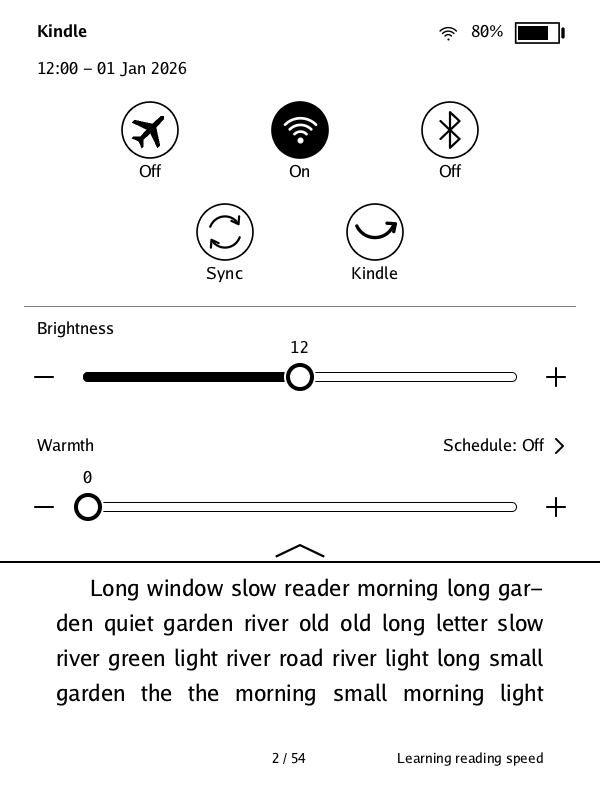 Kindle
80%
12:00 – 01 Jan 2026
Off
On
Off
Sync
Kindle
Brightness
12
Warmth
Schedule: Off
0
Long window slow reader morning long gar–
den quiet garden river old old long letter slow
river green light river road river light long small
garden the the morning small morning light
2 / 54
Learning reading speed